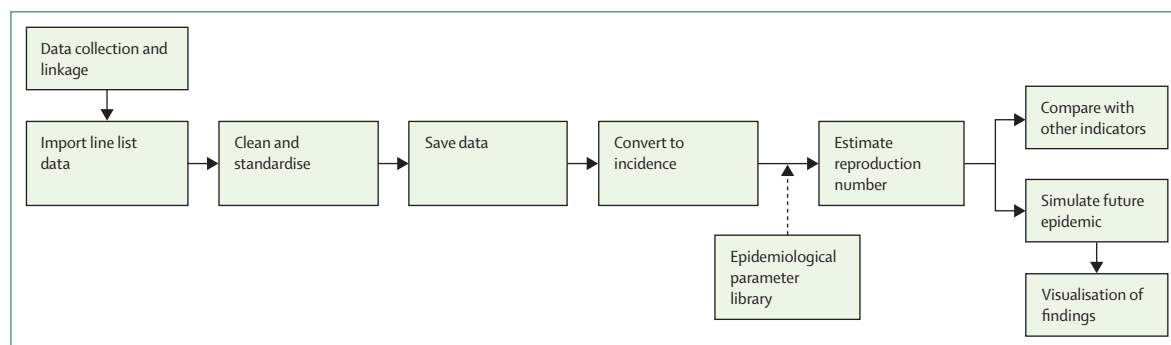 Data collection and
linkage
Import line list
data
Clean and
standardise
Save data
Convert to
incidence
Epidemiological
parameter
library
Estimate
reproduction
number
Compare with
other indicators
Simulate future
epidemic
Visualisation of
findings